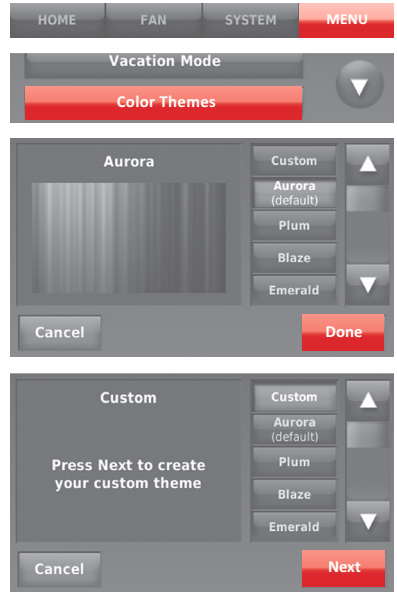 HOME FAN SYSTEM MENU
Vacation Mode
Color Themes
Aurora
Custom
Aurora
(default)
Plum
Blaze
Emerald
Cancel
Done
Custom
Press Next to create
your custom theme
Custom
Aurora
(default)
Plum
Blaze
Emerald
Cancel
Next